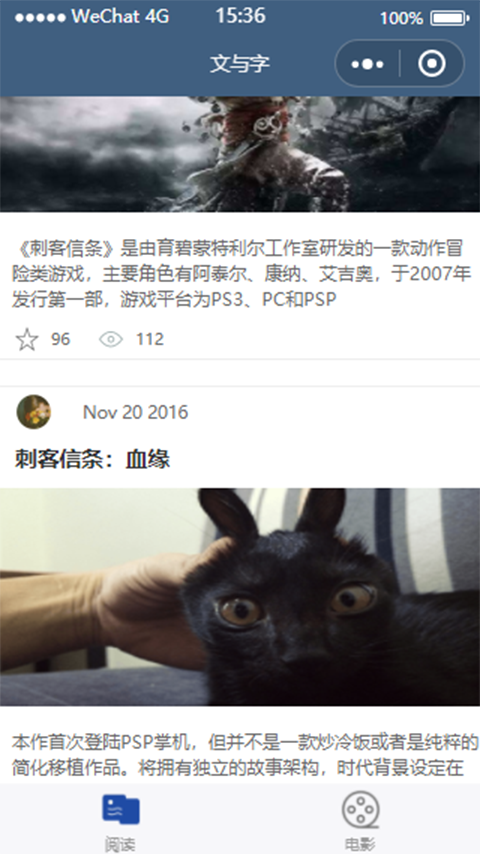 WeChat 4G
15:36
100%
文与字
《刺客信条》是由育碧蒙特利尔工作室研发的一款动作冒
险类游戏，主要角色有阿泰尔、康纳、艾吉奥，于2007年
发行第一部，游戏平台为PS3、PC和PSP
96
112
Nov 20 2016
刺客信条：血缘
本作首次登陆PSP掌机，但并不是一款炒冷饭或者是纯粹的
简化移植作品。将拥有独立的故事架构，时代背景设定在
阅读
电影